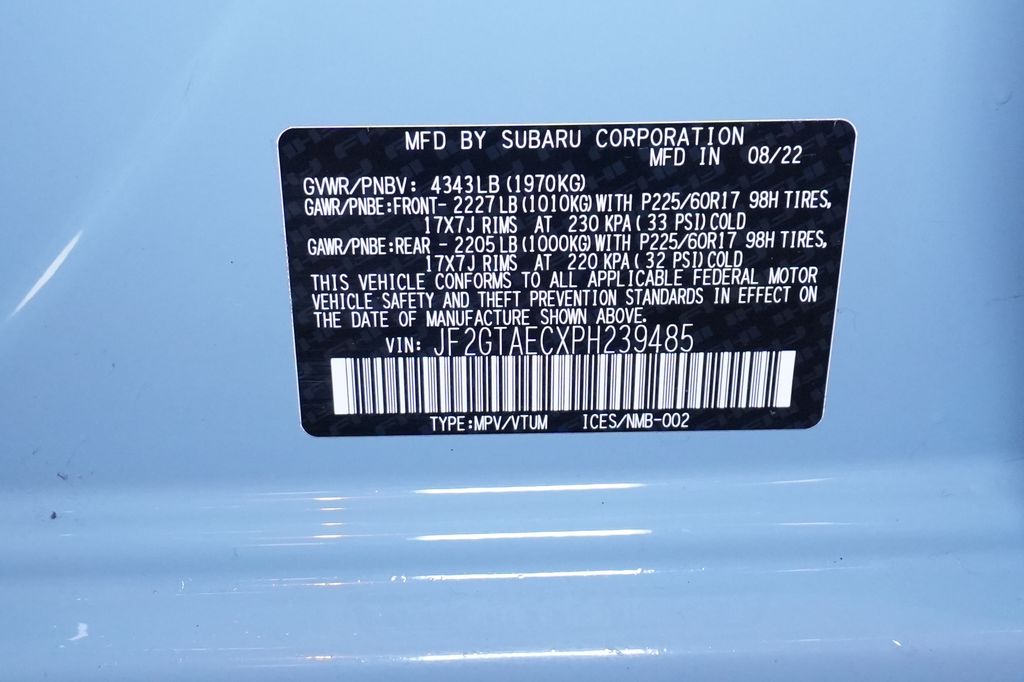 MFD BY SUBARU CORPORATION
MFD IN 08/22
GVWR/PNBV: 4343LB (1970KG)
GAWR/PNBE:FRONT- 2227LB (1010KG) WITH P225/60R17 98H TIRES,
17X7J RIMS AT 230 KPA (33 PSI) COLD
GAWR/PNBE:REAR - 2205LB (1000KG) WITH P225/60R17 98H TIRES,
17X7J RIMS AT 220 KPA (32 PSI) COLD
THIS VEHICLE CONFORMS TO ALL APPLICABLE FEDERAL MOTOR
VEHICLE SAFETY AND THEFT PREVENTION STANDARDS IN EFFECT ON
THE DATE OF MANUFACTURE SHOWN ABOVE.
VIN: JF2GTAECXPH239485
TYPE:MPV/VTUM ICES/NMB-002